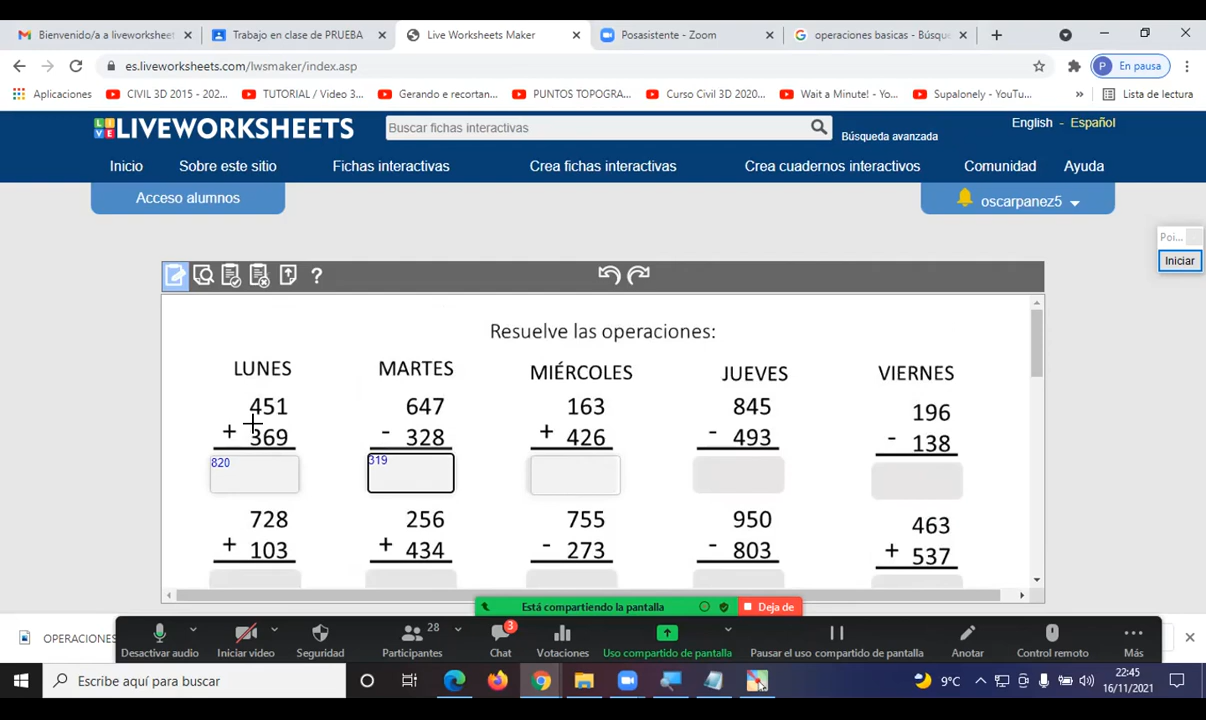 Bienvenido/a a liveworksheet
Trabajo en clase de PRUEBA
Live Worksheets Maker
Posasistente - Zoom
operaciones basicas - Búsqu
es.liveworksheets.com/lwsmaker/index.asp
P En pausa
Aplicaciones
CIVIL 3D 2015 - 202...
TUTORIAL / Video 3...
Gerando e recortan...
PUNTOS TOPOGRA...
Curso Civil 3D 2020...
Wait a Minute! - Yo...
Supalonely - YouTu...
»
Lista de lectura
LIVE LIVEWORKSHEETS
Buscar fichas interactivas
Búsqueda avanzada
English - Español
Inicio
Sobre este sitio
Fichas interactivas
Crea fichas interactivas
Crea cuadernos interactivos
Comunidad
Ayuda
Acceso alumnos
oscarpanez5
Poi...
Iniciar
?
Resuelve las operaciones:
LUNES MARTES MIÉRCOLES JUEVES VIERNES
451 647 163 845 196
+ 369 - 328 + 426 - 493 - 138
820 319
728 256 755 950 463
+ 103 + 434 - 273 - 803 + 537
Está compartiendo la pantalla
Deja de
OPERACIONES
Desactivar audio
Iniciar video
Seguridad
28
Participantes
3
Chat
Votaciones
Uso compartido de pantalla
Pausar el uso compartido de pantalla
Anotar
Control remoto
Más
Escribe aquí para buscar
9°C
22:45
16/11/2021